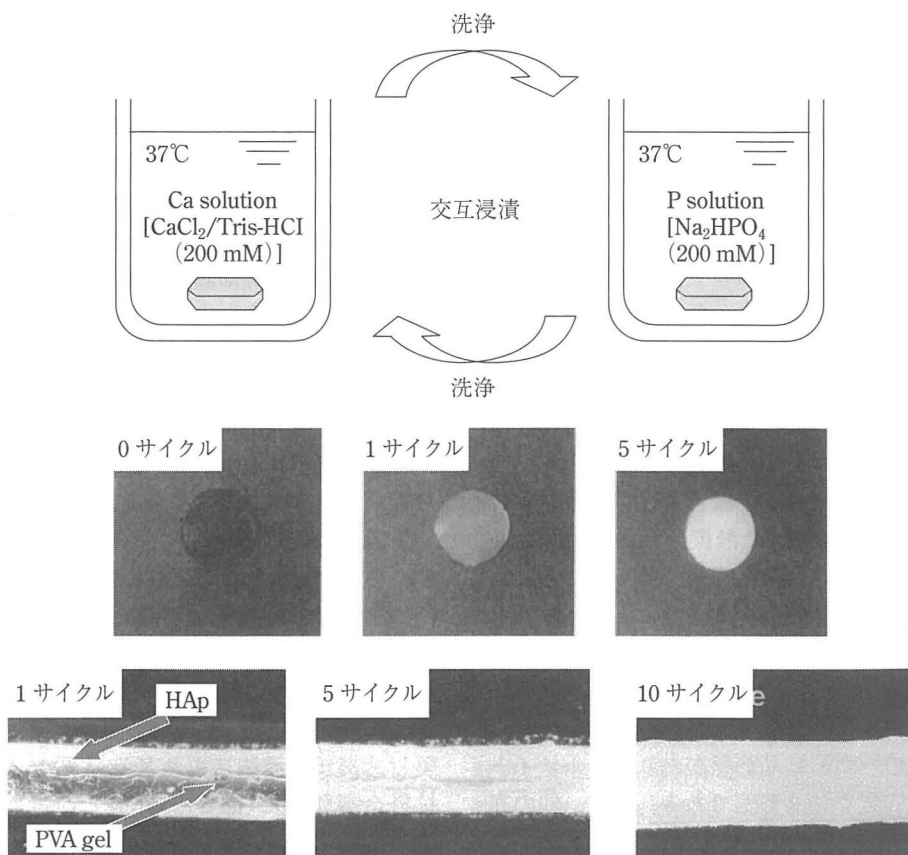 洗浄
37℃
Ca solution
[CaCl₂/Tris-HCl
(200 mM)]
交互浸漬
37℃
P solution
[Na₂HPO₄
(200 mM)]
洗浄
0 サイクル
1 サイクル
5 サイクル
1 サイクル
HAp
PVA gel
5 サイクル
10 サイクル
e